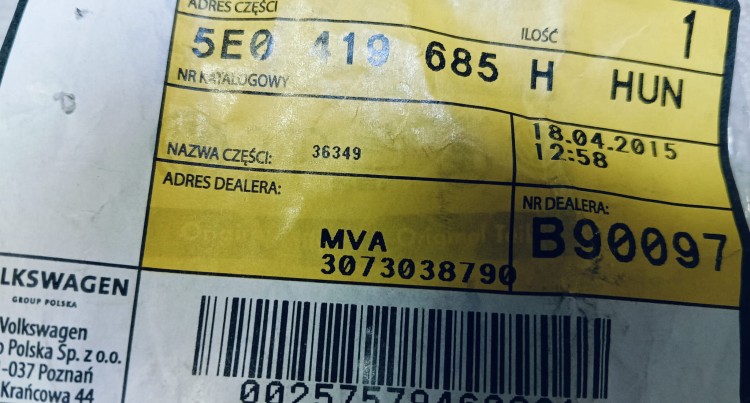 ADRES CZĘŚCI
ILOŚĆ 1
5E0 419 685 H HUN
NR KATALOGOWY
18.04.2015
12:58
NAZWA CZĘŚCI: 36349
ADRES DEALERA:
NR DEALERA:
MVA B90097
3073038790
LKSWAGEN
GROUP POLSKA
Volkswagen
Polska Sp. z o.o.
-037 Poznań
Krańcowa 44